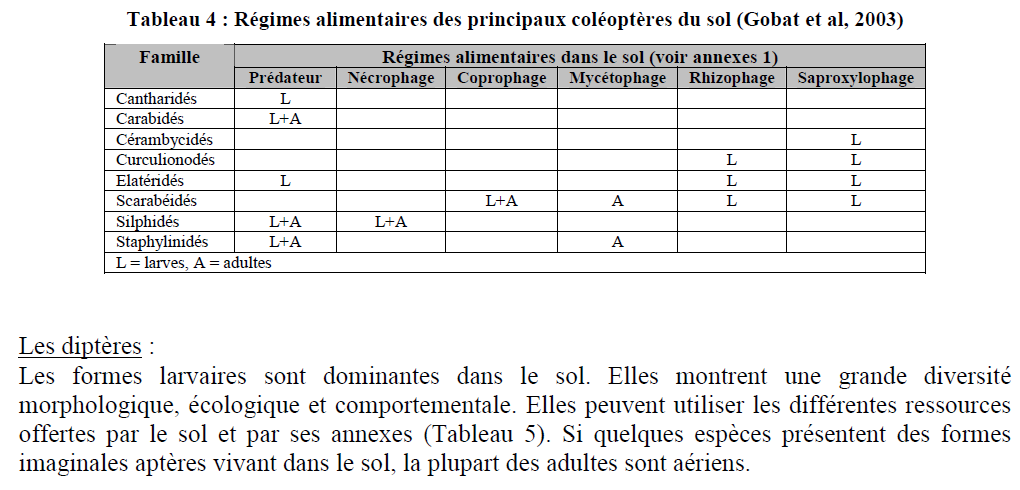 Tableau 4 : Régimes alimentaires des principaux coléoptères du sol (Gobat et al, 2003)
Famille Régimes alimentaires dans le sol (voir annexes 1)
Prédateur Nécrophage Coprophage Mycétophage Rhizophage Saproxylophage
Cantharidés L
Carabidés L+A
Cérambycidés L
Curculionodés L L
Elatéridés L L L
Scarabéidés L+A A L L
Silphidés L+A L+A
Staphylinidés L+A A
L = larves, A = adultes
Les diptères :
Les formes larvaires sont dominantes dans le sol. Elles montrent une grande diversité
morphologique, écologique et comportementale. Elles peuvent utiliser les différentes ressources
offertes par le sol et par ses annexes (Tableau 5). Si quelques espèces présentent des formes
imaginales aptères vivant dans le sol, la plupart des adultes sont aériens.